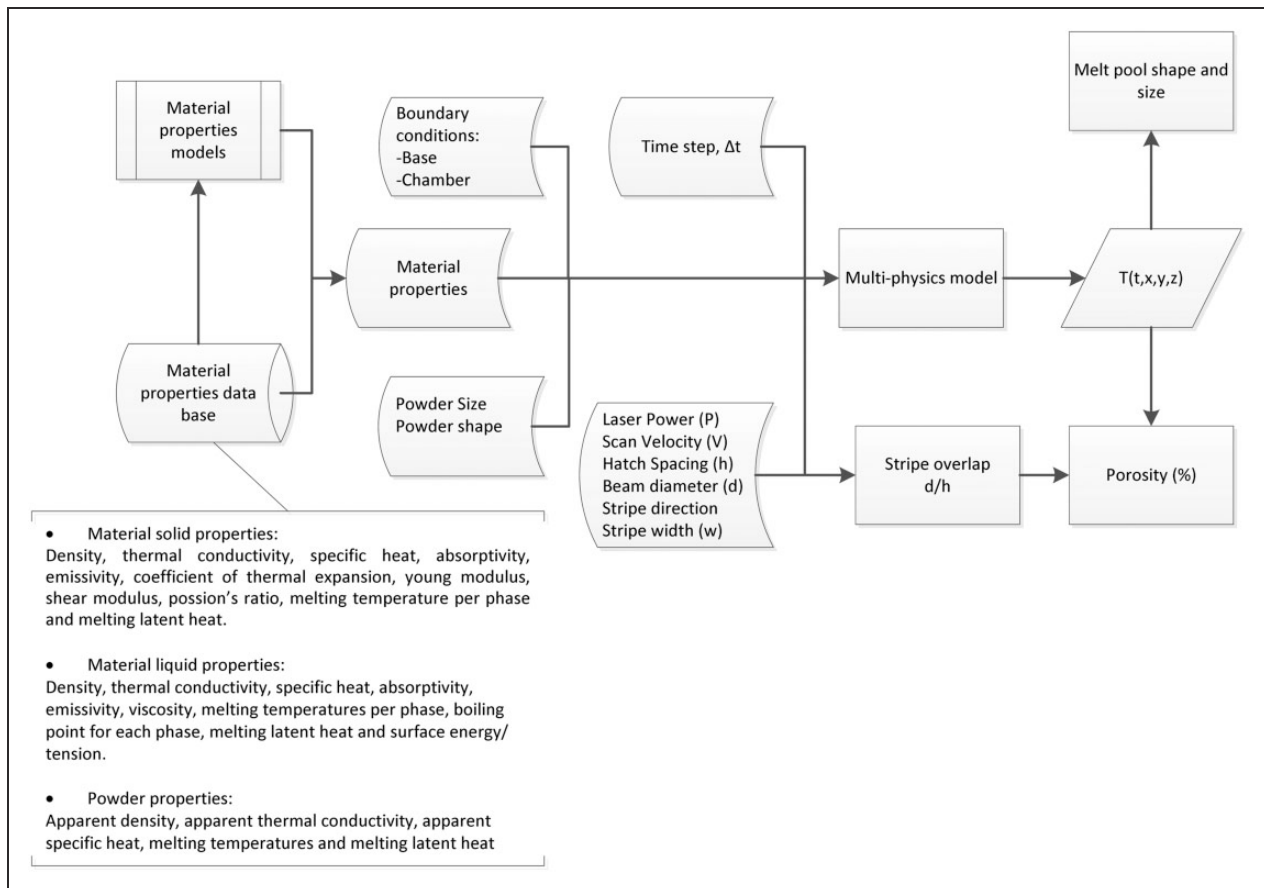 Material
properties
models
Boundary
conditions:
-Base
-Chamber
Time step, Δt
Melt pool shape and
size
Material
properties
Multi-physics model
T(t,x,y,z)
Material
properties data
base
Powder Size
Powder shape
Laser Power (P)
Scan Velocity (V)
Hatch Spacing (h)
Beam diameter (d)
Stripe direction
Stripe width (w)
Stripe overlap
d/h
Porosity (%)
• Material solid properties:
Density, thermal conductivity, specific heat, absorptivity,
emissivity, coefficient of thermal expansion, young modulus,
shear modulus, possion's ratio, melting temperature per phase
and melting latent heat.
• Material liquid properties:
Density, thermal conductivity, specific heat, absorptivity,
emissivity, viscosity, melting temperatures per phase, boiling
point for each phase, melting latent heat and surface energy/
tension.
• Powder properties:
Apparent density, apparent thermal conductivity, apparent
specific heat, melting temperatures and melting latent heat